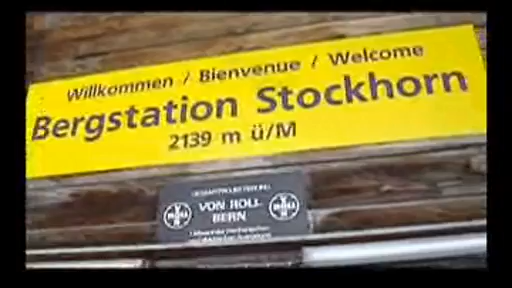 Willkommen / Bienvenue / Welcome
Bergstation Stockhorn
2139 m ü/M
VON ROLL
BERN